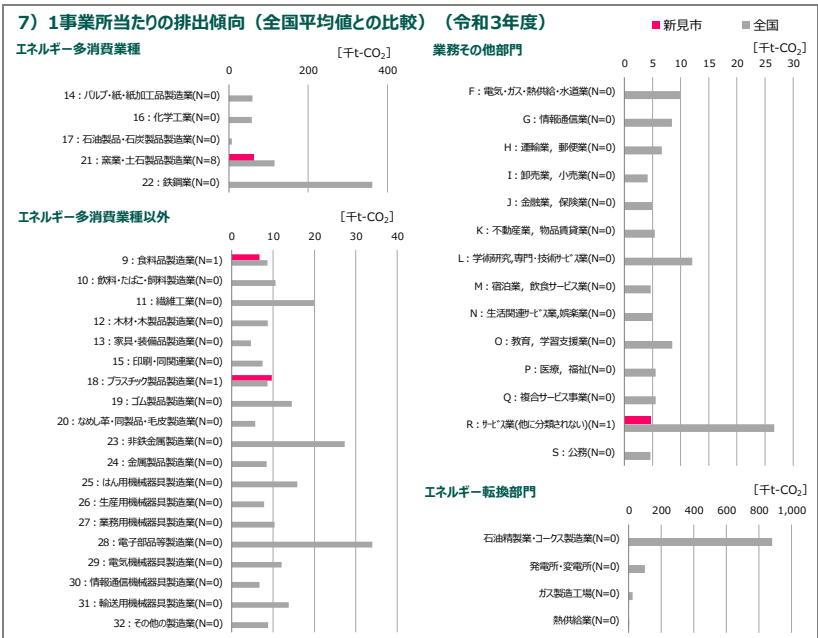 7）1事業所当たりの排出傾向（全国平均値との比較）（令和3年度）
新見市 全国
エネルギー多消費業種
[千t-CO₂]
0 200 400
14：パルプ・紙・紙加工品製造業(N=0)
16：化学工業(N=0)
17：石油製品・石炭製品製造業(N=0)
21：窯業・土石製品製造業(N=8)
22：鉄鋼業(N=0)
エネルギー多消費業種以外
[千t-CO₂]
0 10 20 30 40
9：食料品製造業(N=1)
10：飲料・たばこ・飼料製造業(N=0)
11：繊維工業(N=0)
12：木材・木製品製造業(N=0)
13：家具・装備品製造業(N=0)
15：印刷・同関連業(N=0)
18：プラスチック製品製造業(N=1)
19：ゴム製品製造業(N=0)
20：なめし革・同製品・毛皮製造業(N=0)
23：非鉄金属製造業(N=0)
24：金属製品製造業(N=0)
25：はん用機械器具製造業(N=0)
26：生産用機械器具製造業(N=0)
27：業務用機械器具製造業(N=0)
28：電子部品等製造業(N=0)
29：電気機械器具製造業(N=0)
30：情報通信機械器具製造業(N=0)
31：輸送用機械器具製造業(N=0)
32：その他の製造業(N=0)
業務その他部門
[千t-CO₂]
0 5 10 15 20 25 30
F：電気・ガス・熱供給・水道業(N=0)
G：情報通信業(N=0)
H：運輸業，郵便業(N=0)
I：卸売業，小売業(N=0)
J：金融業，保険業(N=0)
K：不動産業，物品賃貸業(N=0)
L：学術研究,専門・技術ｻｰﾋﾞｽ業(N=0)
M：宿泊業，飲食サービス業(N=0)
N：生活関連ｻｰﾋﾞｽ業,娯楽業(N=0)
O：教育，学習支援業(N=0)
P：医療，福祉(N=0)
Q：複合サービス事業(N=0)
R：ｻｰﾋﾞｽ業(他に分類されない)(N=1)
S：公務(N=0)
エネルギー転換部門
[千t-CO₂]
0 200 400 600 800 1,000
石油精製業・コークス製造業(N=0)
発電所・変電所(N=0)
ガス製造工場(N=0)
熱供給業(N=0)